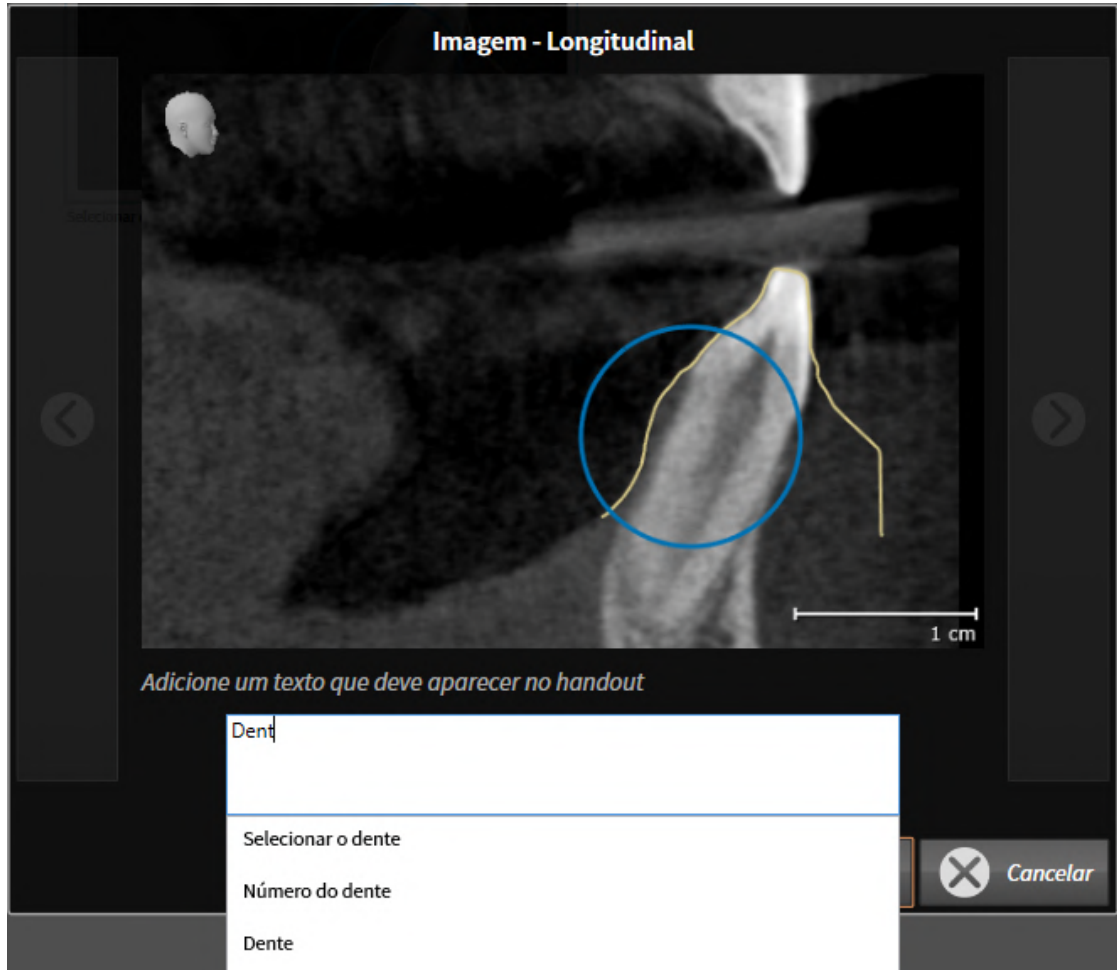 Imagem - Longitudinal
Selecionar
1 cm
Adicione um texto que deve aparecer no handout
Dent
Selecionar o dente
Número do dente
Dente
Cancelar